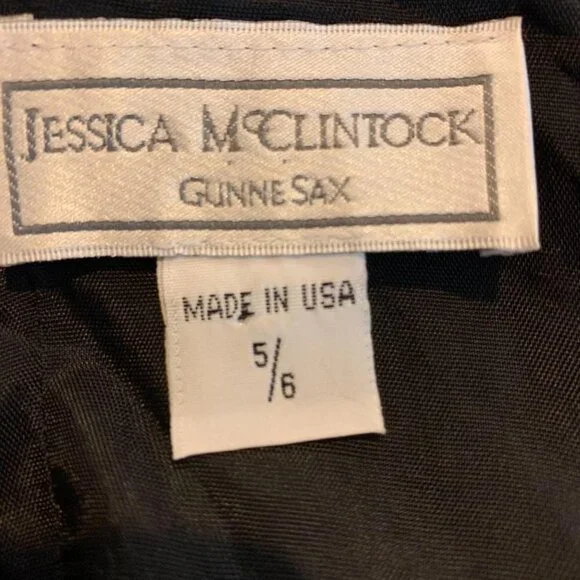 JESSICA McCLINTOCK
GUNNE SAX
MADE IN USA
5/6